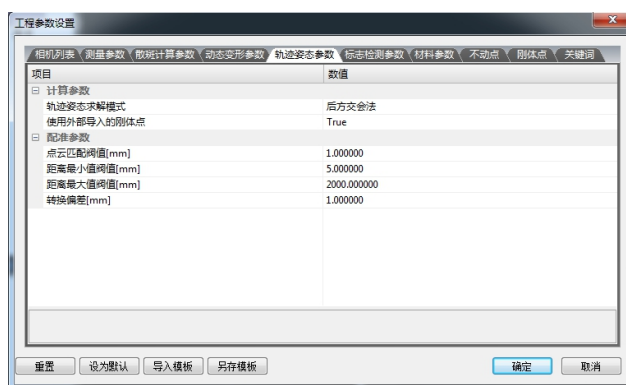 工程参数设置
相机列表 测量参数 散斑计算参数 动态变形参数 轨迹姿态参数 标志检测参数 材料参数 不动点 刚体点 关键词
项目 数值
计算参数
轨迹姿态求解模式 后方交会法
使用外部导入的刚体点 True
配准参数
点云匹配阀值[mm] 1.000000
距离最小值阀值[mm] 5.000000
距离最大值阀值[mm] 2000.000000
转换偏差[mm] 1.000000
重置 设为默认 导入模板 另存模板 确定 取消